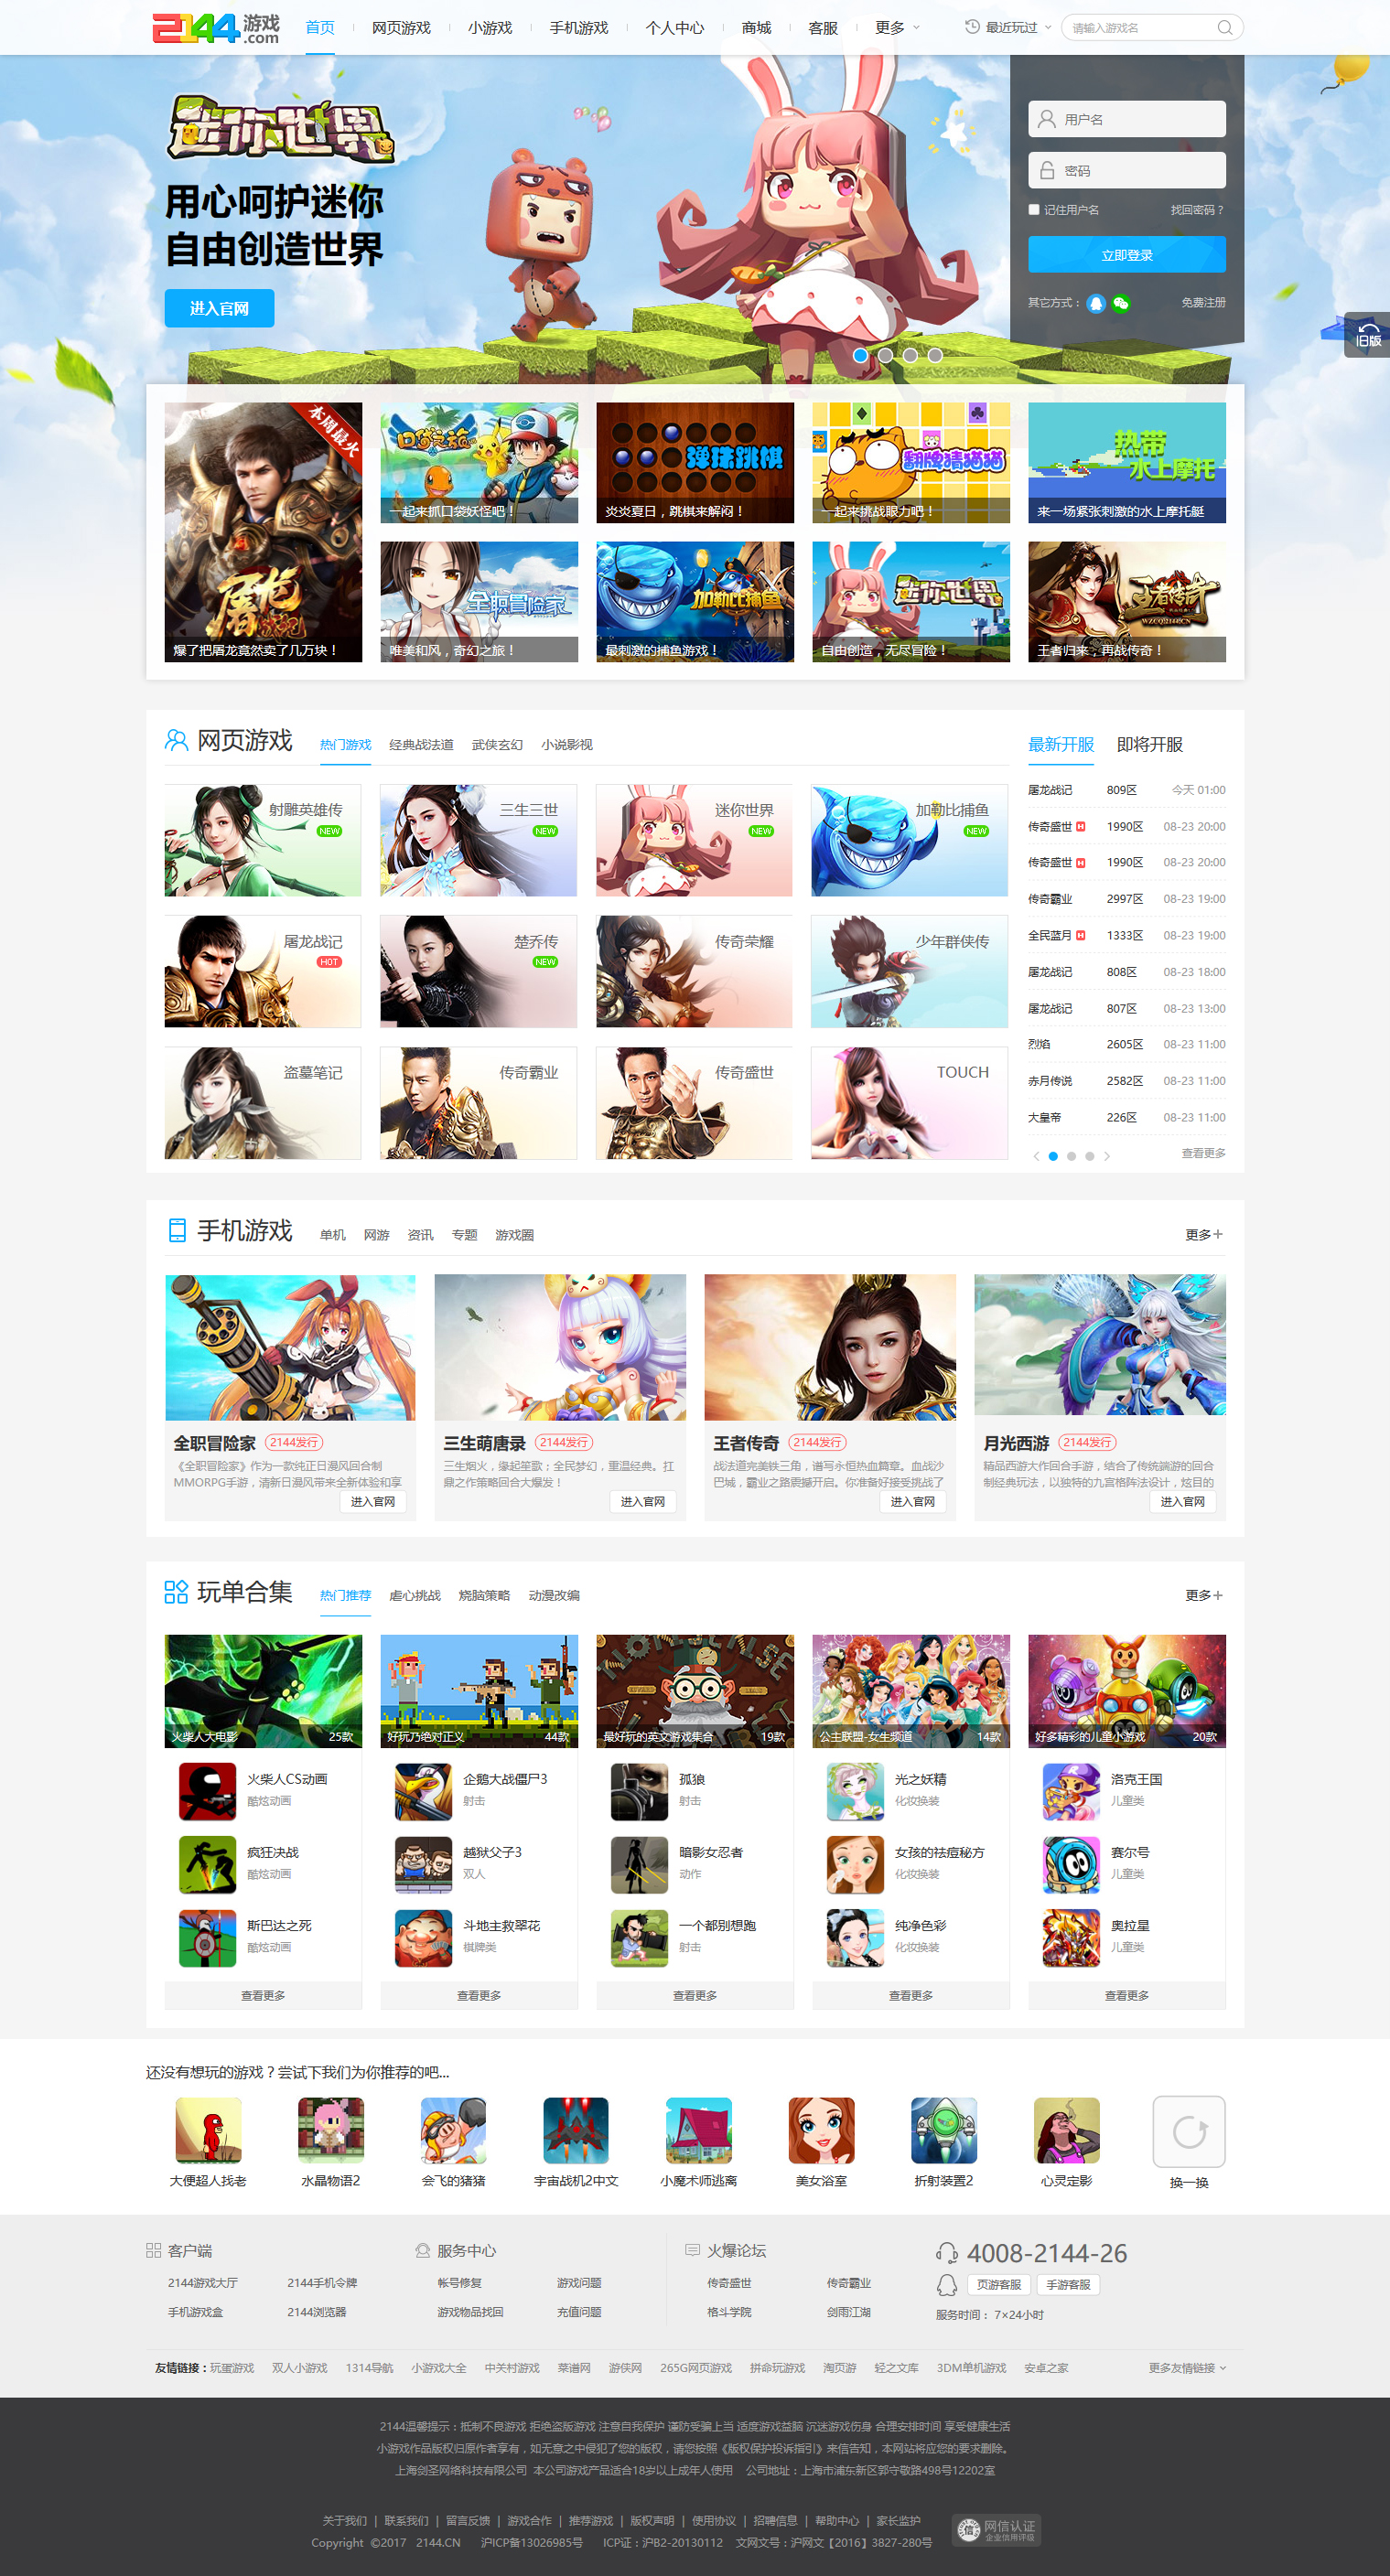 2144游戏.com 首页 网页游戏 小游戏 手机游戏 个人中心 商城 客服 更多 最近玩过 请输入游戏名
迷你世界
用心呵护迷你
自由创造世界
进入官网
用户名
密码
记住用户名 找回密码？
立即登录
其它方式： 免费注册
旧版
本周最火
屠龙战记
爆了把屠龙竟然卖了几万块！
一起来抓口袋妖怪吧！
弹珠跳棋
炎炎夏日，跳棋来解闷！
翻牌猜猫猫
一起来挑战眼力吧！
热带水上摩托
来一场紧张刺激的水上摩托艇
全职冒险家
唯美和风，奇幻之旅！
加勒比捕鱼
最刺激的捕鱼游戏！
迷你世界
自由创造，无尽冒险！
王者传奇
WZCQ.2144.CN
王者归来，再战传奇！
网页游戏 热门游戏 经典战法道 武侠玄幻 小说影视
射雕英雄传 NEW
三生三世 NEW
迷你世界 NEW
加勒比捕鱼 NEW
屠龙战记 HOT
楚乔传 NEW
传奇荣耀
少年群侠传
盗墓笔记
传奇霸业
传奇盛世
TOUCH
最新开服 即将开服
屠龙战记 809区 今天 01:00
传奇盛世 H 1990区 08-23 20:00
传奇盛世 H 1990区 08-23 20:00
传奇霸业 2997区 08-23 19:00
全民蓝月 H 1333区 08-23 19:00
屠龙战记 808区 08-23 18:00
屠龙战记 807区 08-23 13:00
烈焰 2605区 08-23 11:00
赤月传说 2582区 08-23 11:00
大皇帝 226区 08-23 11:00
查看更多
手机游戏 单机 网游 资讯 专题 游戏圈 更多+
全职冒险家 2144发行
《全职冒险家》作为一款纯正日漫风回合制
MMORPG手游，清新日漫风带来全新体验和享
进入官网
三生萌唐录 2144发行
三生烟火，缘起笙歌；全民梦幻，重温经典。扛
鼎之作策略回合大爆发！
进入官网
王者传奇 2144发行
战法道完美铁三角，谱写永恒热血篇章。血战沙
巴城，霸业之路震撼开启。你准备好接受挑战了
进入官网
月光西游 2144发行
精品西游大作回合手游，结合了传统端游的回合
制经典玩法，以独特的九宫格阵法设计，炫目的
进入官网
玩单合集 热门推荐 虐心挑战 烧脑策略 动漫改编 更多+
火柴人大电影 25款
好玩乃绝对正义 44款
最好玩的英文游戏集合 19款
公主联盟-女生频道 14款
好多精彩的儿童小游戏 20款
火柴人CS动画
酷炫动画
企鹅大战僵尸3
射击
孤狼
射击
光之妖精
化妆换装
洛克王国
儿童类
疯狂决战
酷炫动画
越狱父子3
双人
暗影女忍者
动作
女孩的祛痘秘方
化妆换装
赛尔号
儿童类
斯巴达之死
酷炫动画
斗地主救翠花
棋牌类
一个都别想跑
射击
纯净色彩
化妆换装
奥拉星
儿童类
查看更多 查看更多 查看更多 查看更多 查看更多
还没有想玩的游戏？尝试下我们为你推荐的吧...
大便超人找老 水晶物语2 会飞的猪猪 宇宙战机2中文 小魔术师逃离 美女浴室 折射装置2 心灵定影 换一换
客户端 服务中心 火爆论坛 4008-2144-26
2144游戏大厅 2144手机令牌 帐号修复 游戏问题 传奇盛世 传奇霸业 页游客服 手游客服
手机游戏盒 2144浏览器 游戏物品找回 充值问题 格斗学院 剑雨江湖 服务时间： 7×24小时
友情链接：玩蛋游戏 双人小游戏 1314导航 小游戏大全 中关村游戏 菜谱网 游侠网 265G网页游戏 拼命玩游戏 淘页游 轻之文库 3DM单机游戏 安卓之家 更多友情链接
2144温馨提示：抵制不良游戏 拒绝盗版游戏 注意自我保护 谨防受骗上当 适度游戏益脑 沉迷游戏伤身 合理安排时间 享受健康生活
小游戏作品版权归原作者享有，如无意之中侵犯了您的版权，请您按照《版权保护投诉指引》来信告知，本网站将应您的要求删除。
上海剑圣网络科技有限公司 本公司游戏产品适合18岁以上成年人使用 公司地址：上海市浦东新区郭守敬路498号12202室
关于我们 | 联系我们 | 留言反馈 | 游戏合作 | 推荐游戏 | 版权声明 | 使用协议 | 招聘信息 | 帮助中心 | 家长监护
Copyright ©2017 2144.CN 沪ICP备13026985号 ICP证：沪B2-20130112 文网文号：沪网文【2016】3827-280号
网信认证
企业信用评级